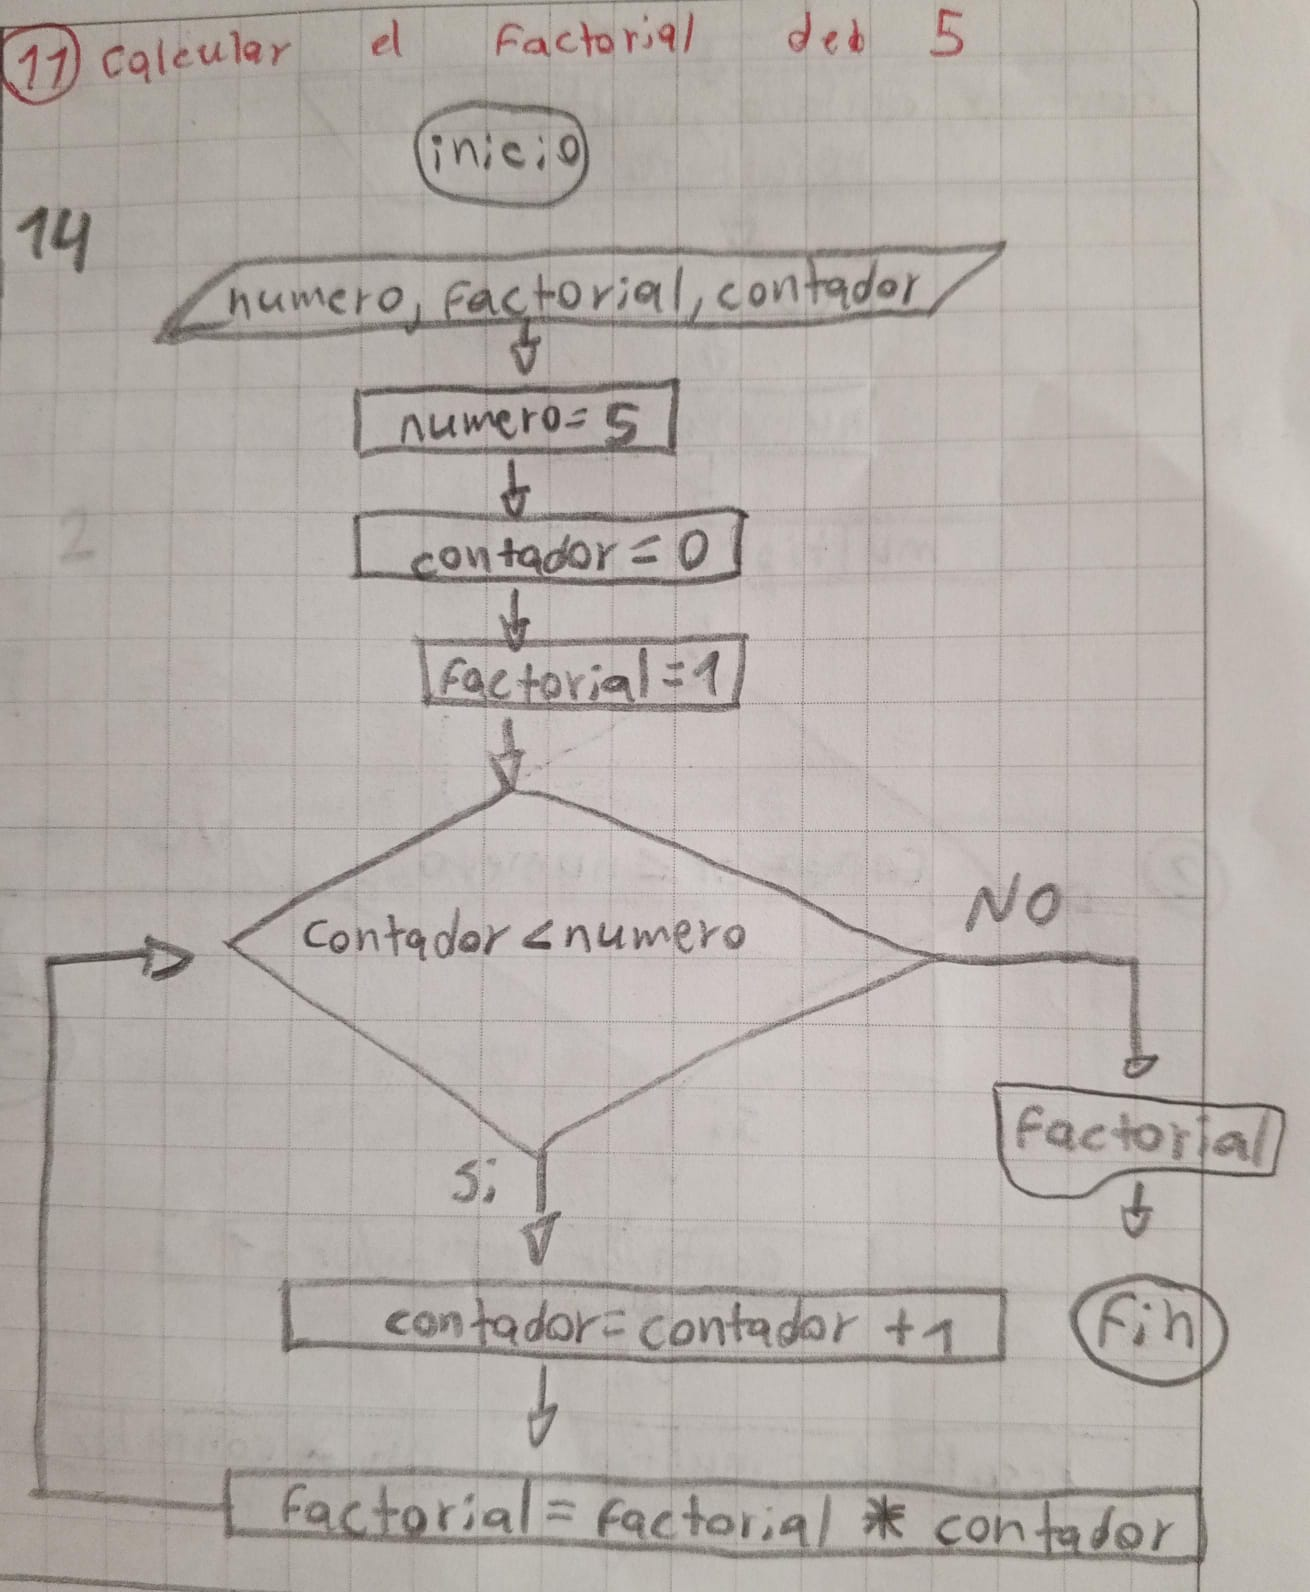 11 calcular el Factorial deb 5
inicio
14
numero, Factorial, contador
numero= 5
2
contador = 0
Factorial=1
Contador < numero
NO
Factorial
Si
contador= contador +1
Fin
Factorial = Factorial * contador